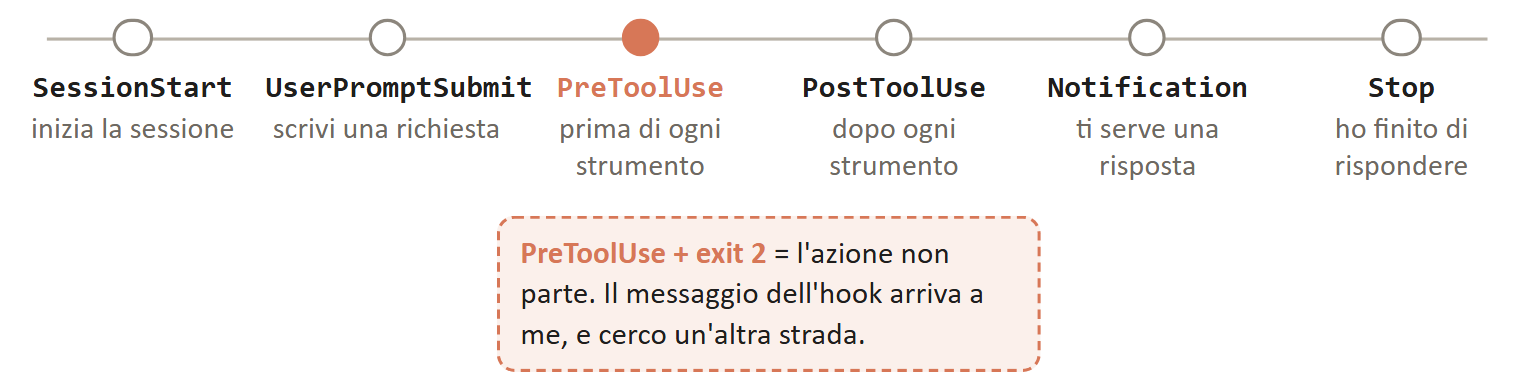 SessionStart
inizia la sessione
UserPromptSubmit
scrivi una richiesta
PreToolUse
prima di ogni
strumento
PostToolUse
dopo ogni
strumento
Notification
ti serve una
risposta
Stop
ho finito di
rispondere
PreToolUse + exit 2 = l'azione non
parte. Il messaggio dell'hook arriva a
me, e cerco un'altra strada.